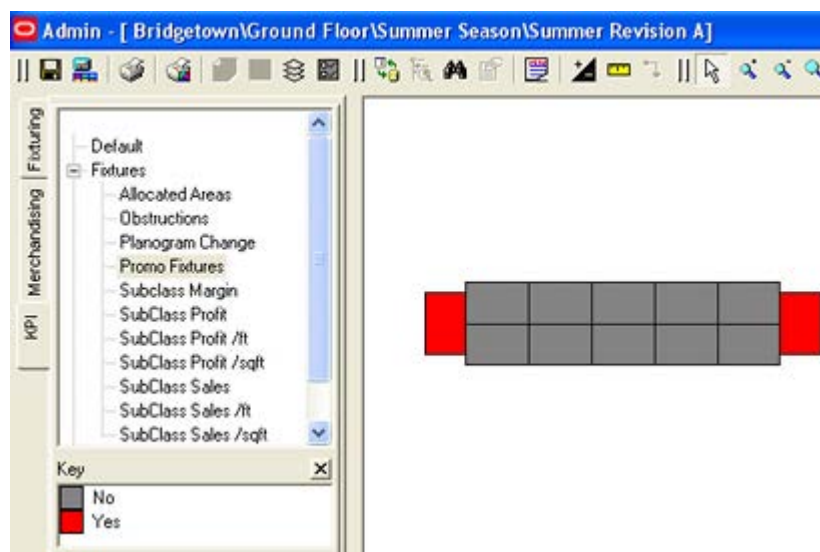 Admin - [ Bridgetown\Ground Floor\Summer Season\Summer Revision A]
Fixturing
Merchandising
KPI
Default
Fixtures
Allocated Areas
Obstructions
Planogram Change
Promo Fixtures
Subclass Margin
SubClass Profit
SubClass Profit /ft
SubClass Profit /sqft
SubClass Sales
SubClass Sales /ft
SubClass Sales /sqft
Key
No
Yes